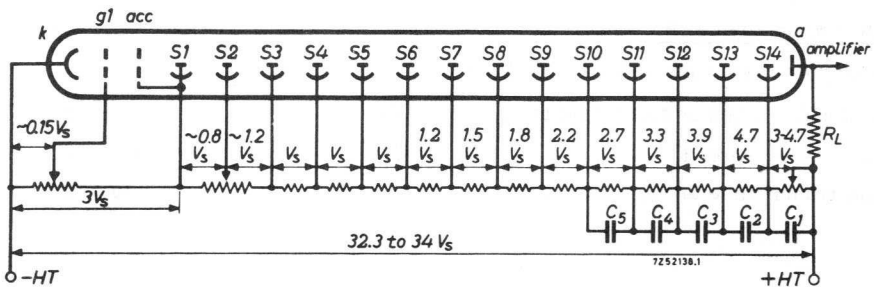 g1 acc
k
a
S1 S2 S3 S4 S5 S6 S7 S8 S9 S10 S11 S12 S13 S14
amplifier
~0.15Vs
~0.8 Vs
~1.2 Vs
Vs
Vs
Vs
1.2 Vs
1.5 Vs
1.8 Vs
2.2 Vs
2.7 Vs
3.3 Vs
3.9 Vs
4.7 Vs
3-4.7 Vs
RL
3Vs
C5 C4 C3 C2 C1
32.3 to 34 Vs
7Z52138.1
-HT
+HT